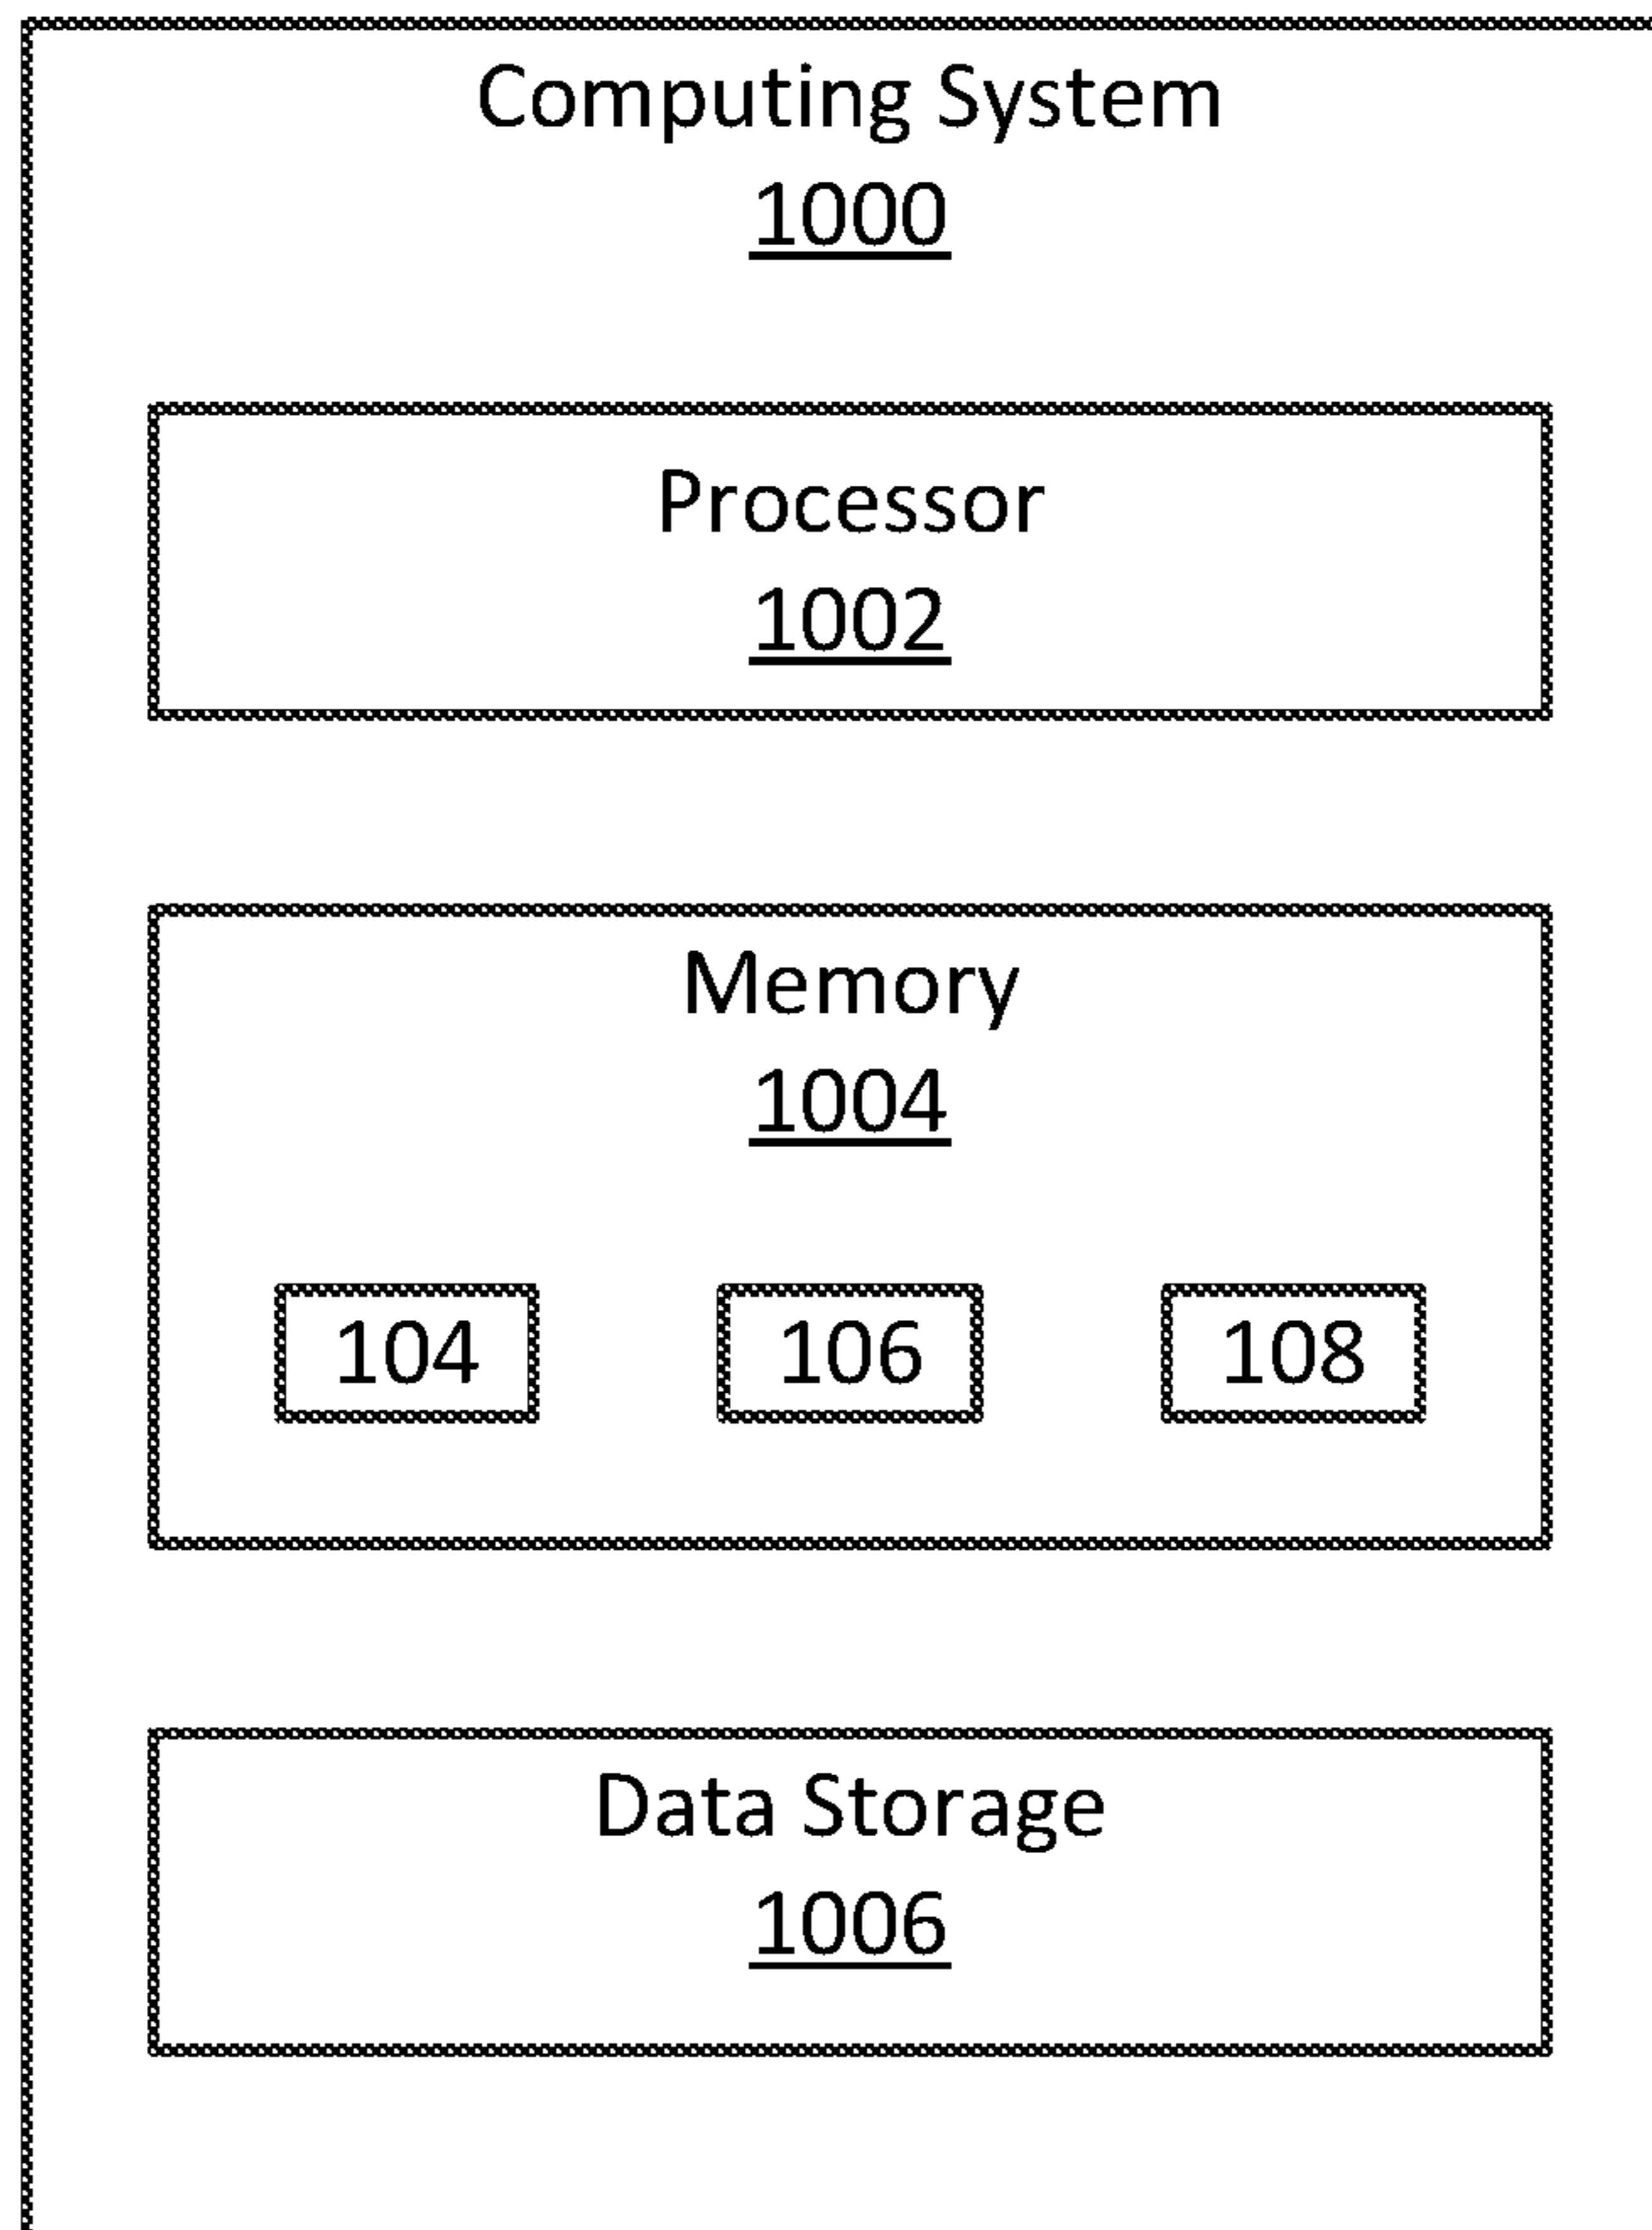 Computing System
1000
Processor
1002
Memory
1004
104 106 108
Data Storage
1006